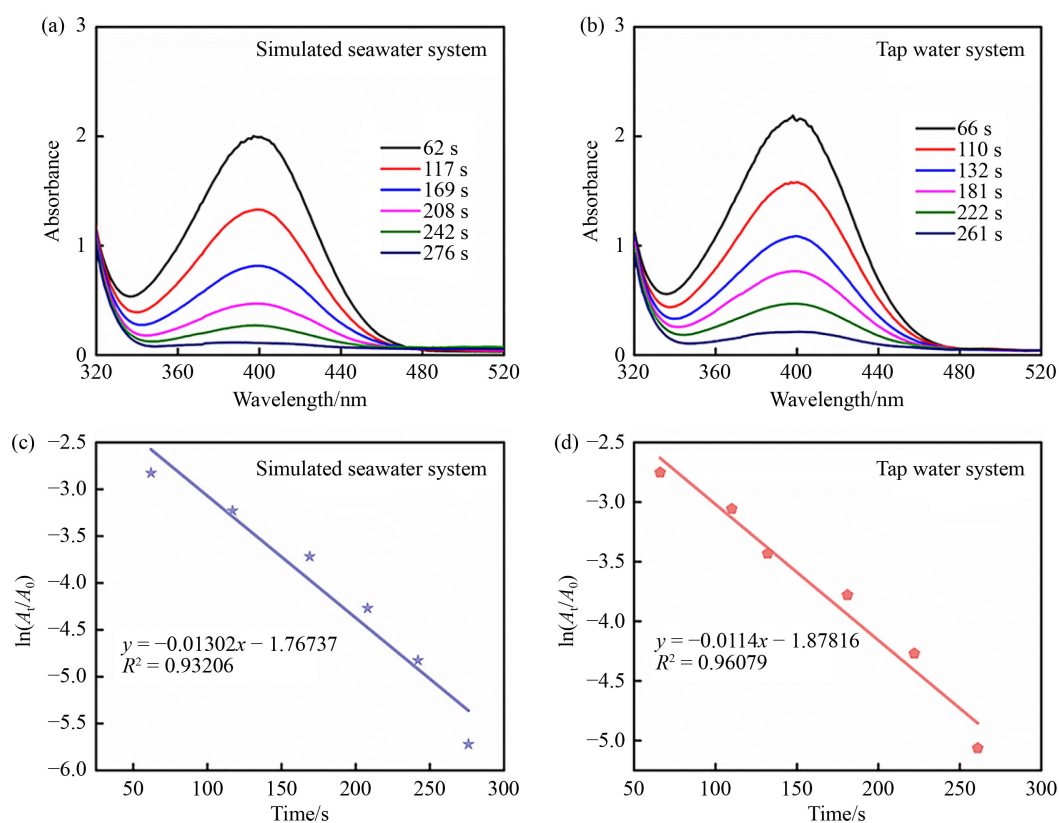 (a)
Simulated seawater system
3
2
1
0
Absorbance
62 s
117 s
169 s
208 s
242 s
276 s
320 360 400 440 480 520
Wavelength/nm
(b)
Tap water system
3
2
1
0
Absorbance
66 s
110 s
132 s
181 s
222 s
261 s
320 360 400 440 480 520
Wavelength/nm
(c)
Simulated seawater system
−2.5
−3.0
−3.5
−4.0
−4.5
−5.0
−5.5
−6.0
ln(At/A0)
y = −0.01302x − 1.76737
R² = 0.93206
50 100 150 200 250 300
Time/s
(d)
Tap water system
−2.5
−3.0
−3.5
−4.0
−4.5
−5.0
ln(At/A0)
y = −0.0114x − 1.87816
R² = 0.96079
50 100 150 200 250 300
Time/s